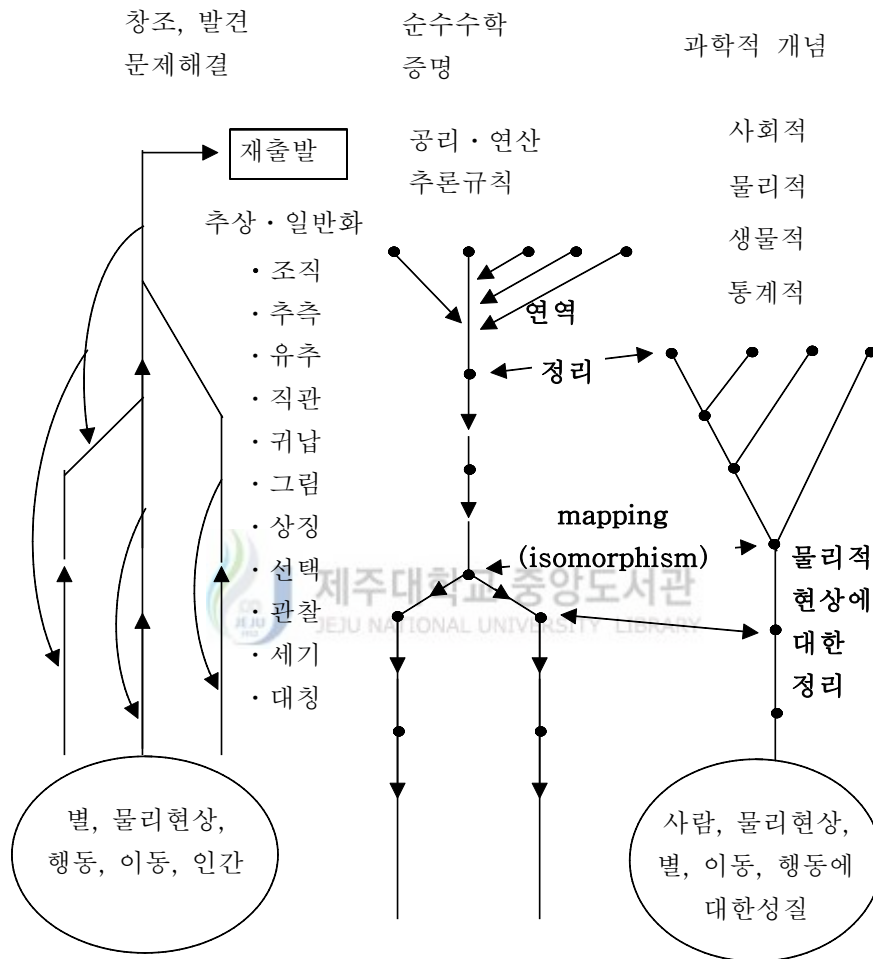 창조, 발견
문제해결
재출발
추상·일반화
·조직
·추측
·유추
·직관
·귀납
·그림
·상징
·선택
·관찰
·세기
·대칭
별, 물리현상,
행동, 이동, 인간
순수수학
증명
공리·연산
추론규칙
연역
정리
mapping
(isomorphism)
제주대학교 중앙도서관
JEJU NATIONAL UNIVERSITY LIBRARY
JEJU
1952
과학적 개념
사회적
물리적
생물적
통계적
물리적
현상에
대한
정리
사람, 물리현상,
별, 이동, 행동에
대한성질